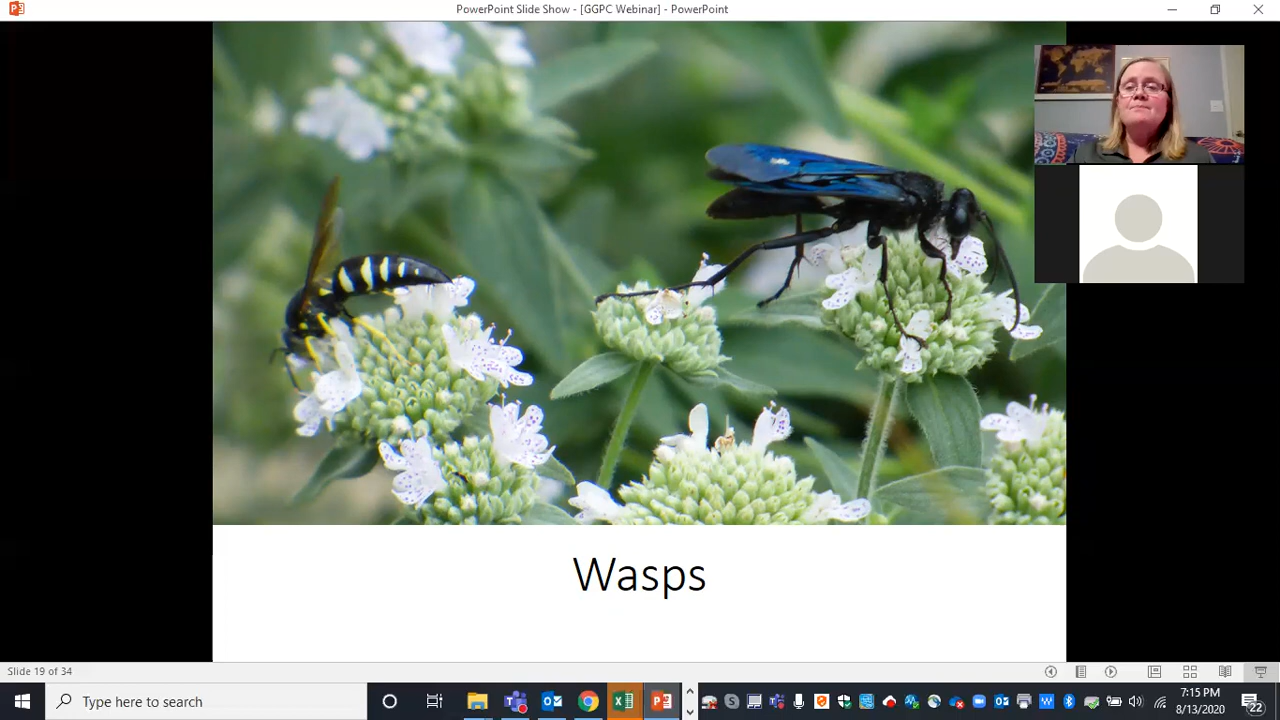 PowerPoint Slide Show - [GGPC Webinar] - PowerPoint
Wasps
Slide 19 of 34
Type here to search
7:15 PM
8/13/2020
22